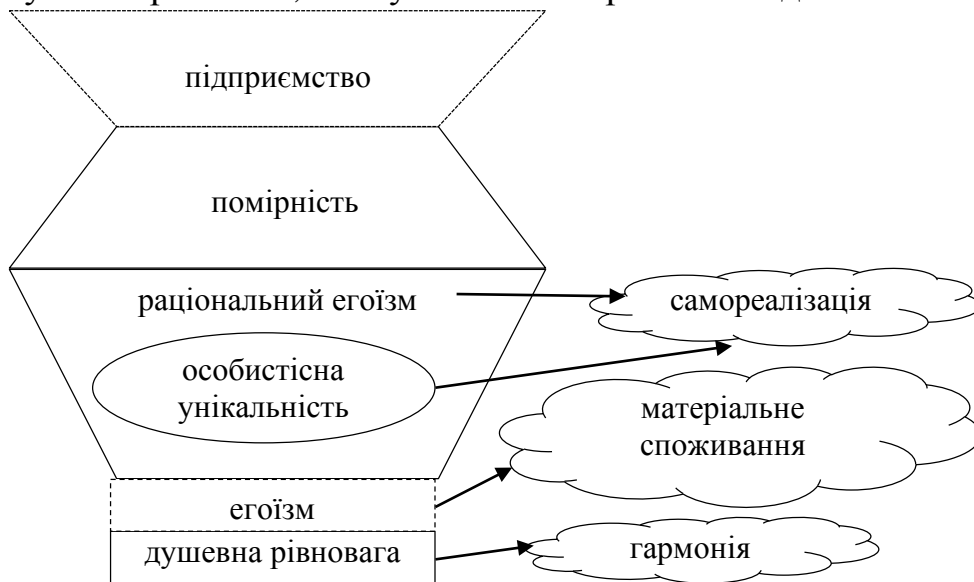 підприємство
помірність
раціональний егоїзм
самореалізація
особистісна
унікальність
матеріальне
споживання
егоїзм
душевна рівновага
гармонія